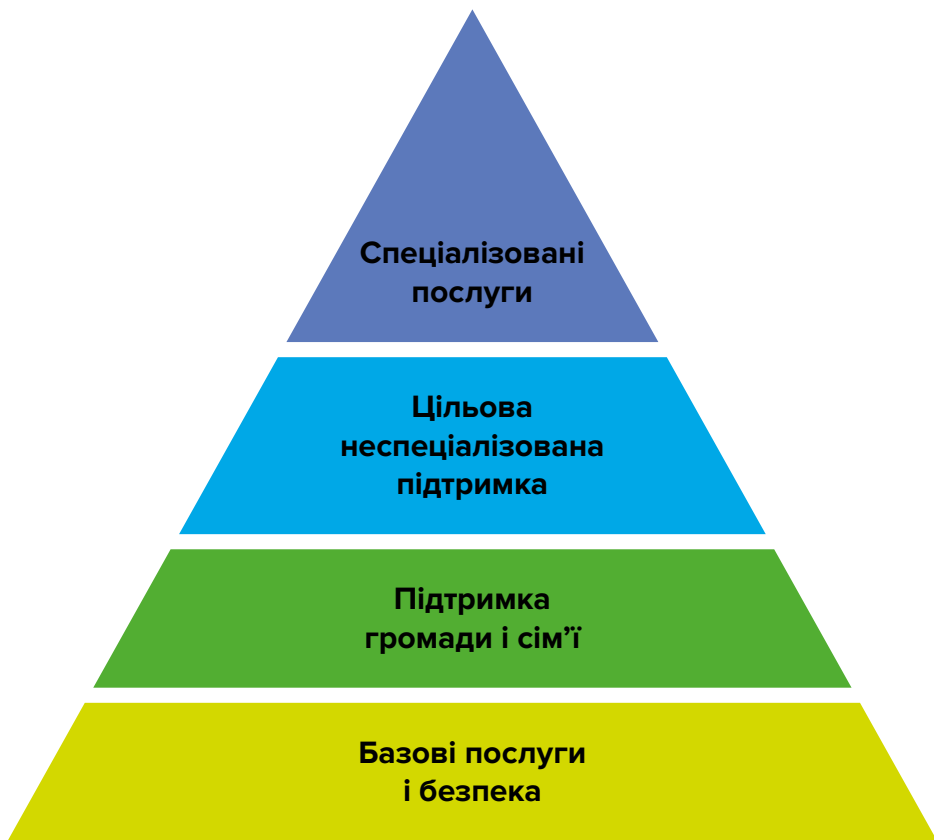 Спеціалізовані
послуги
Цільова
неспеціалізована
підтримка
Підтримка
громади і сім’ї
Базові послуги
і безпека